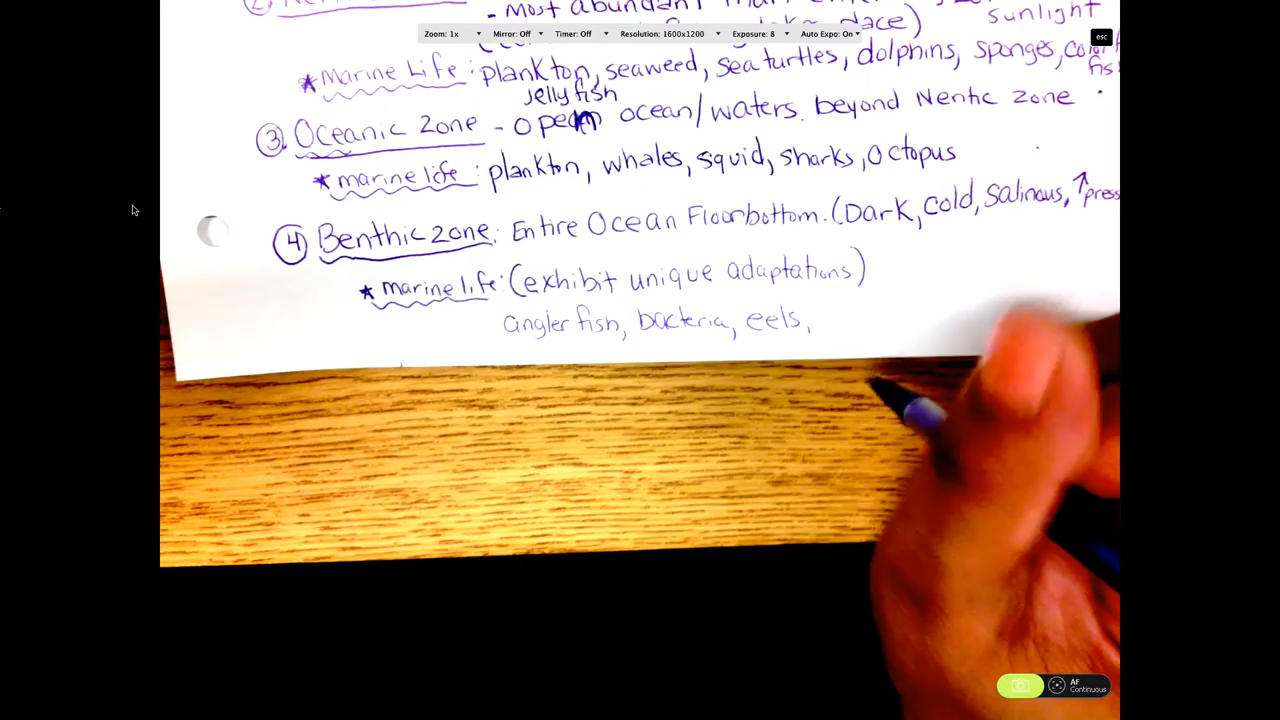 - most abundant
sunlight
place)
Zoom: 1x Mirror: Off Timer: Off Resolution: 1600x1200 Exposure: 8 Auto Expo: On
esc
★ Marine Life: plankton, seaweed, sea turtles, dolphins, sponges,
jelly fish
③ Oceanic Zone - open ocean/waters. beyond Neritic zone
★ marine life: plankton, whales, squid, sharks, Octopus
④ Benthic zone: Entire Ocean Floor bottom. (Dark, cold, Salinous, ↑press
★ marine life: (exhibit unique adaptations)
angler fish, bacteria, eels,
AF
Continuous